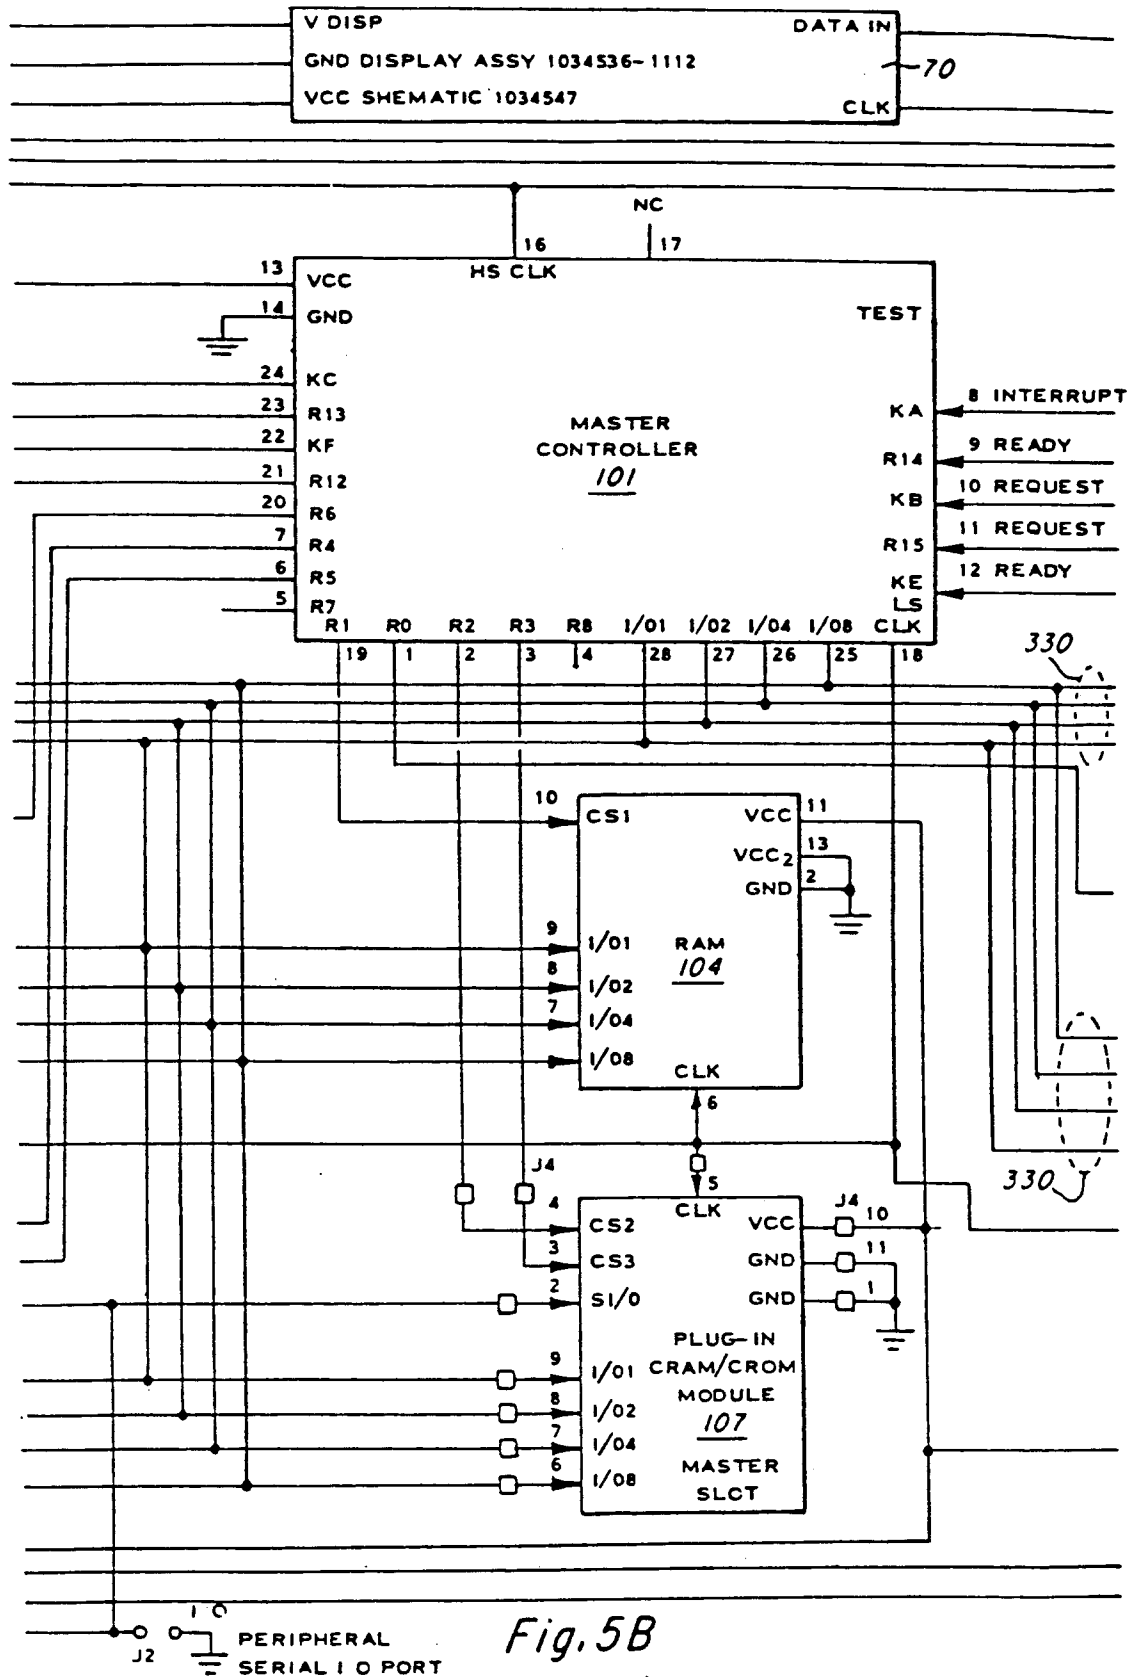 V DISP DATA IN
GND DISPLAY ASSY 1034536-1112
70
VCC SHEMATIC 1034547
CLK
NC
16 17
HS CLK
13 VCC
14 GND
TEST
24 KC
23 R13
22 KF
21 R12
20 R6
7 R4
6 R5
5 R7
MASTER
CONTROLLER
101
KA 8 INTERRUPT
R14 9 READY
KB 10 REQUEST
R15 11 REQUEST
KE 12 READY
LS
R1 R0 R2 R3 R8 I/01 I/02 I/04 I/08 CLK
19 1 2 3 4 28 27 26 25 18
330
10 CS1
VCC 11
VCC2 13
GND 2
9 I/01
8 I/02
7 I/04
I/08
RAM
104
CLK
6
J4
5
330
CLK
4 CS2
3 CS3
2 SI/0
J4
VCC 10
GND 11
GND 1
9 I/01
8 I/02
7 I/04
6 I/08
PLUG-IN
CRAM/CROM
MODULE
107
MASTER
SLCT
1
J2
PERIPHERAL
SERIAL I O PORT
Fig. 5B